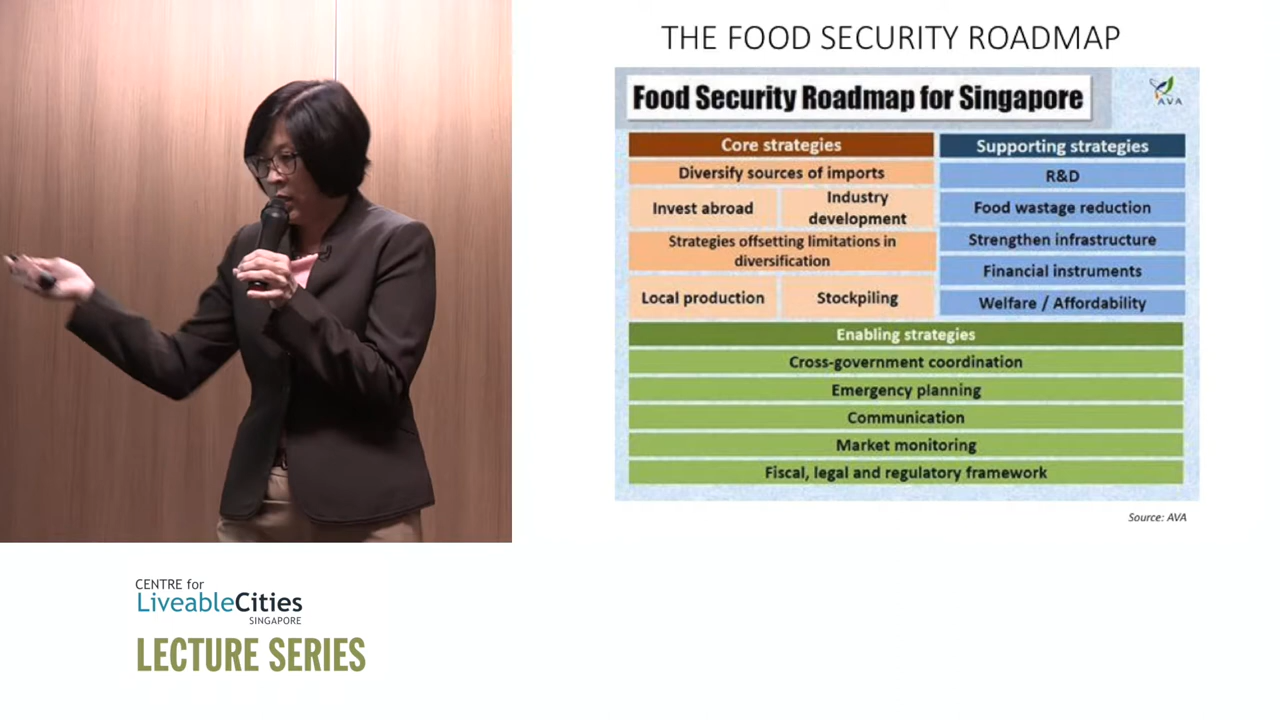 THE FOOD SECURITY ROADMAP
Food Security Roadmap for Singapore
AVA
Core strategies
Diversify sources of imports
Invest abroad
Industry
development
Strategies offsetting limitations in
diversification
Local production
Stockpiling
Supporting strategies
R&D
Food wastage reduction
Strengthen infrastructure
Financial instruments
Welfare / Affordability
Enabling strategies
Cross-government coordination
Emergency planning
Communication
Market monitoring
Fiscal, legal and regulatory framework
Source: AVA
CENTRE for
LiveableCities
SINGAPORE
LECTURE SERIES